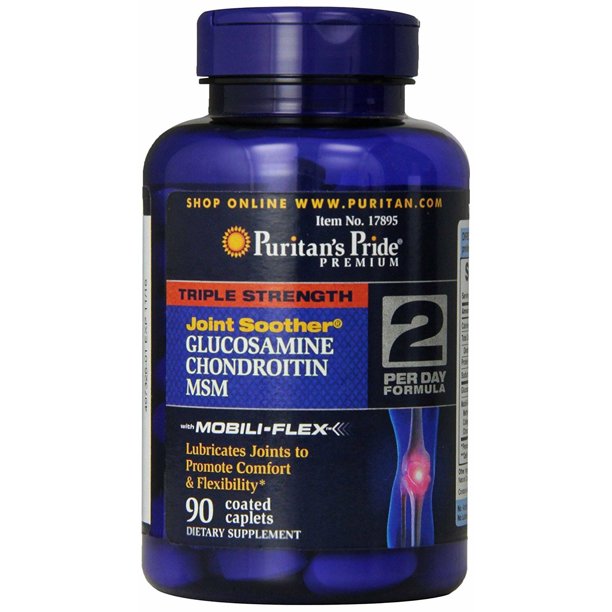 SHOP ONLINE WWW.PURITAN.COM
Item No. 17895
Puritan's Pride®
PREMIUM
TRIPLE STRENGTH
Joint Soother®
GLUCOSAMINE
CHONDROITIN
MSM
2
PER DAY
FORMULA
with MOBILI-FLEX
Lubricates Joints to
Promote Comfort
& Flexibility*
90 coated
caplets
DIETARY SUPPLEMENT